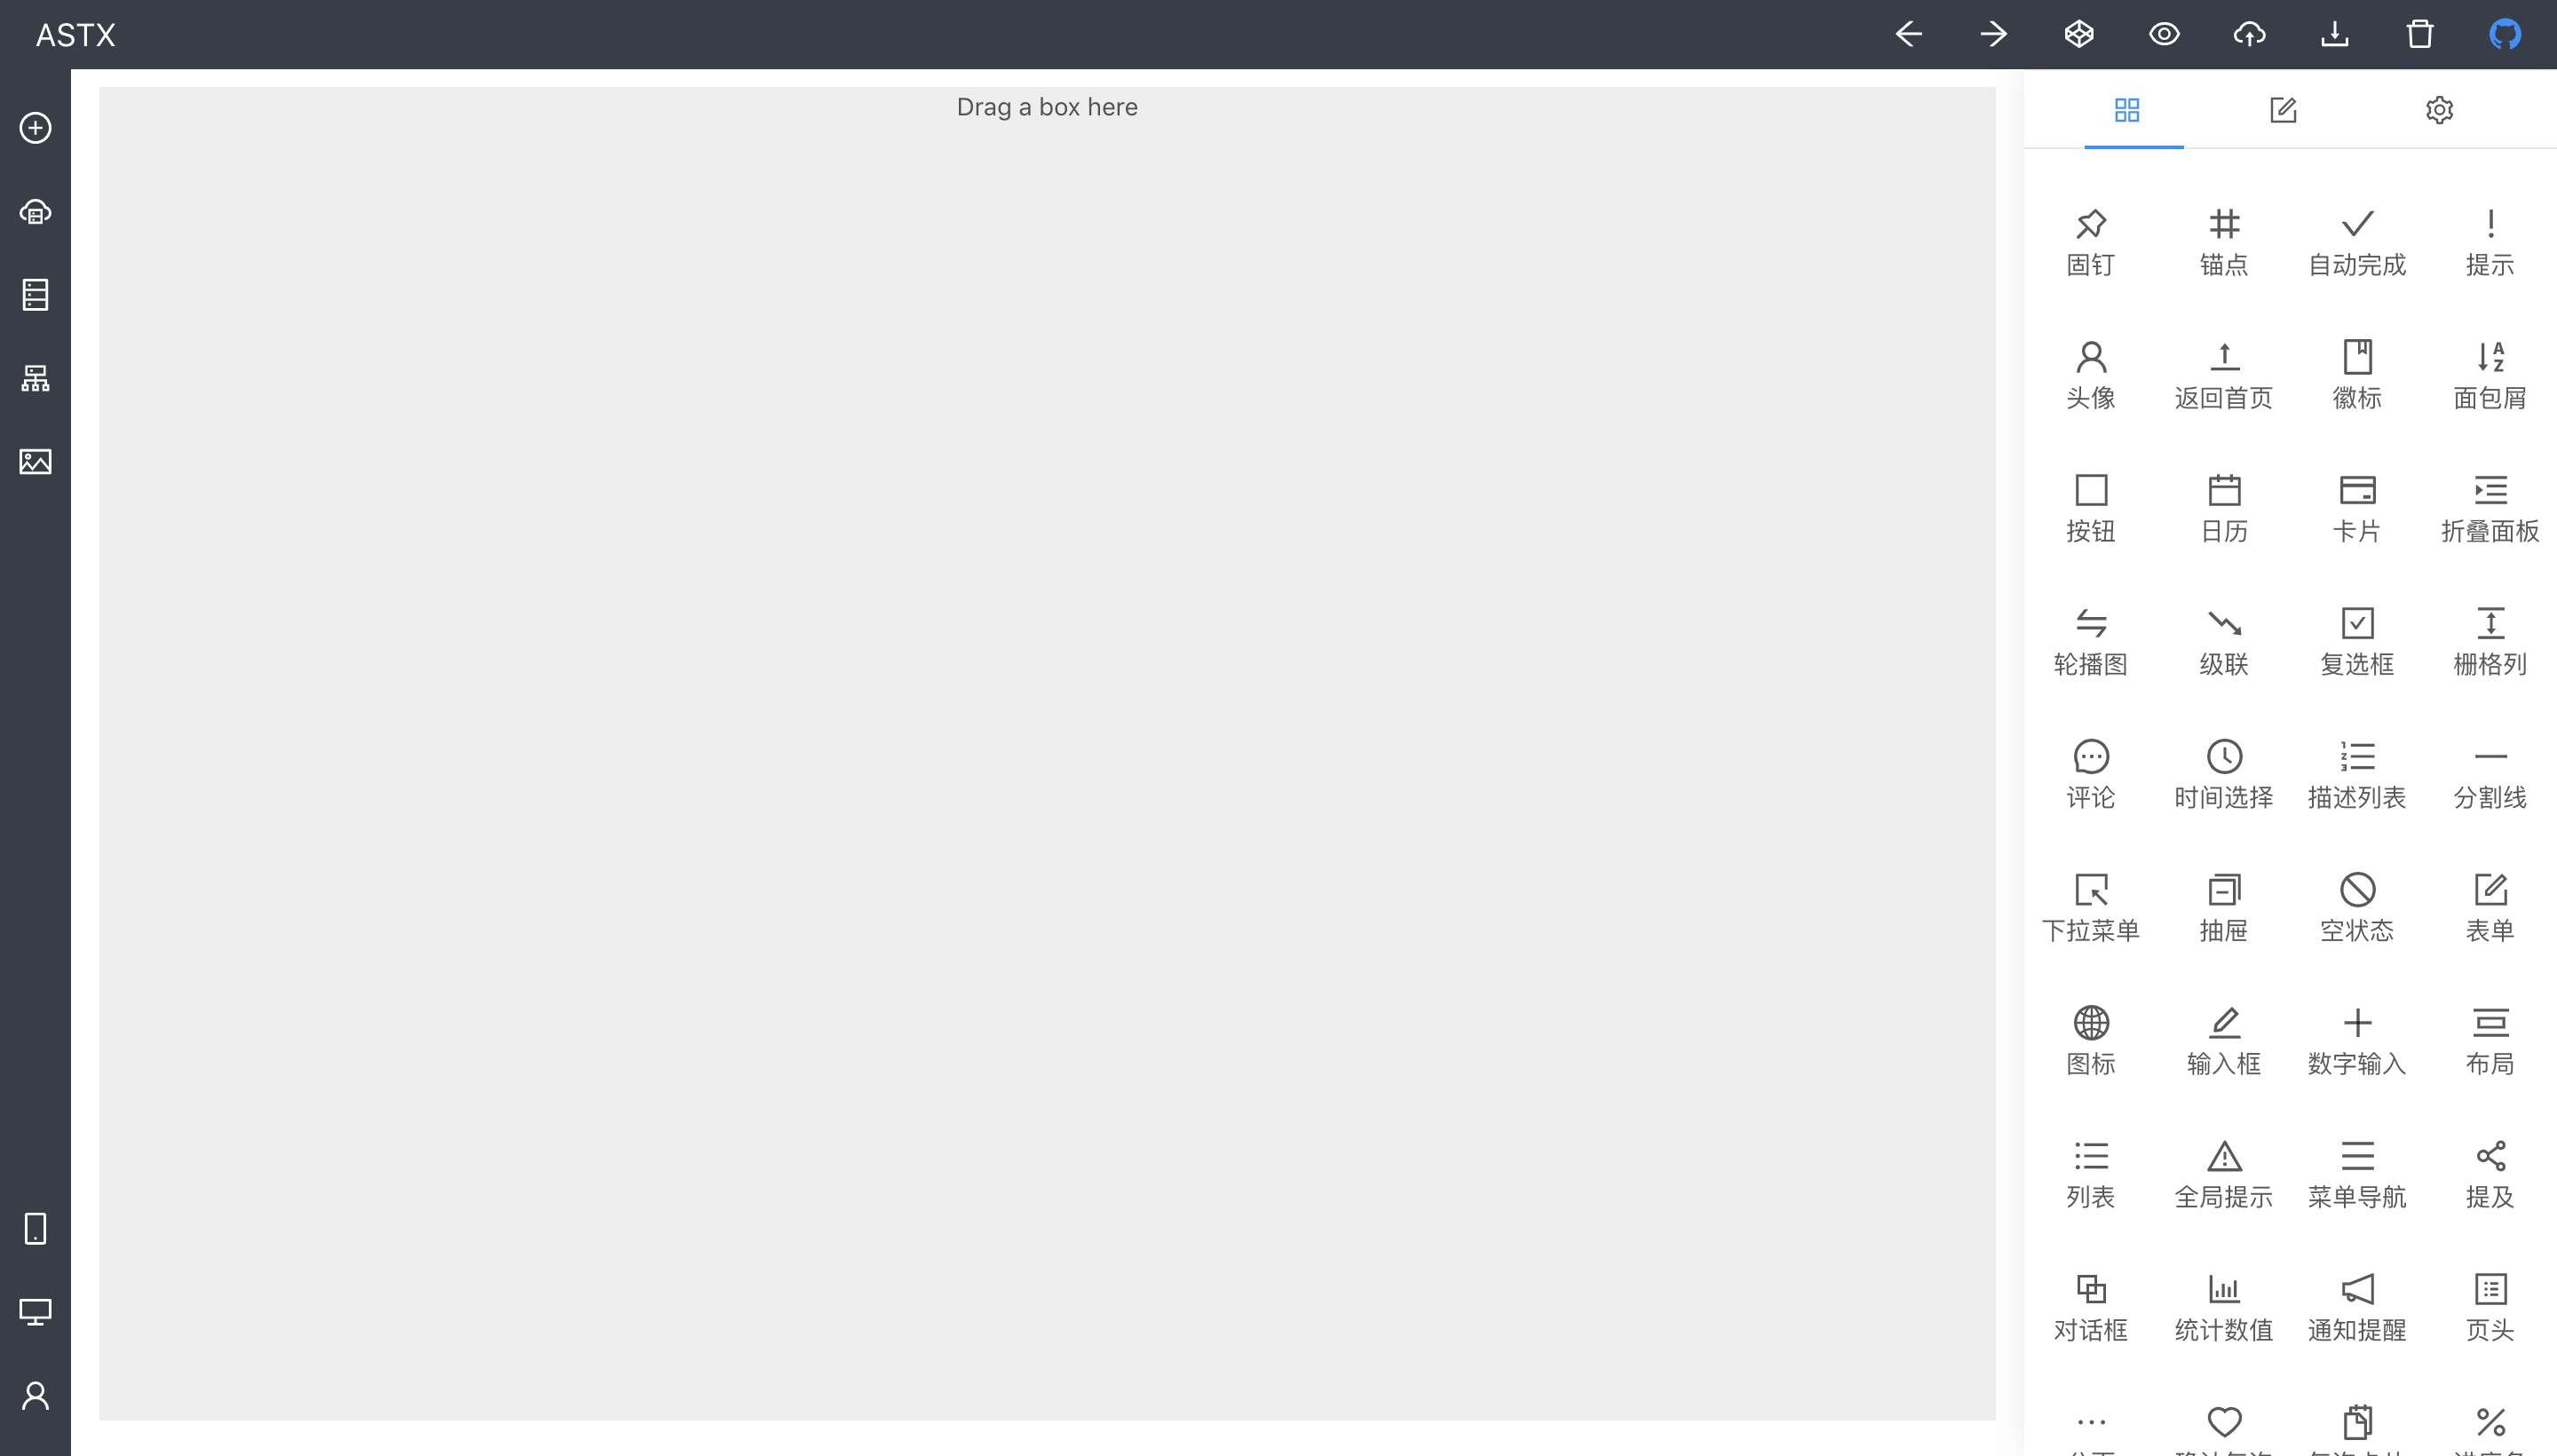 ASTX
Drag a box here
固钉 锚点 自动完成 提示
头像 返回首页 徽标 面包屑
按钮 日历 卡片 折叠面板
轮播图 级联 复选框 栅格列
评论 时间选择 描述列表 分割线
下拉菜单 抽屉 空状态 表单
图标 输入框 数字输入 布局
列表 全局提示 菜单导航 提及
对话框 统计数值 通知提醒 页头